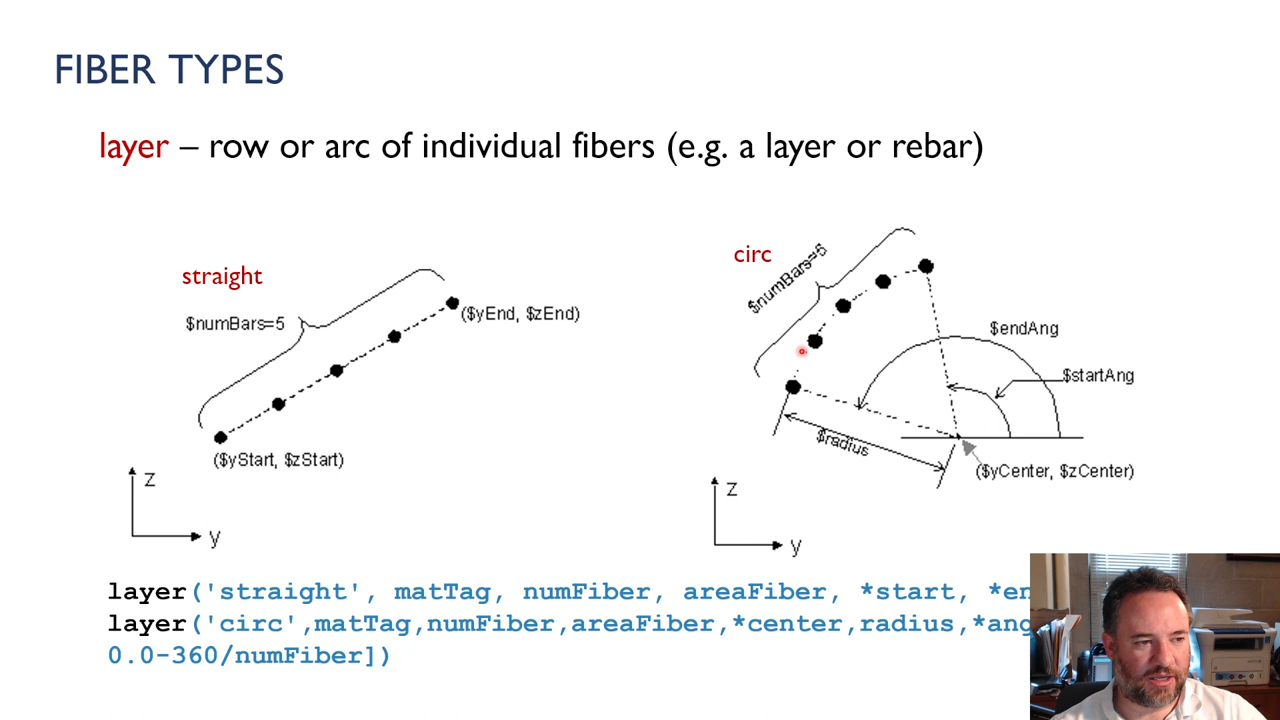 FIBER TYPES
layer – row or arc of individual fibers (e.g. a layer or rebar)
straight
$numBars=5
($yEnd, $zEnd)
($yStart, $zStart)
z
y
circ
$numBars=5
$endAng
$startAng
$radius
($yCenter, $zCenter)
z
y
layer('straight', matTag, numFiber, areaFiber, *start, *en
layer('circ',matTag,numFiber,areaFiber,*center,radius,*ang
0.0-360/numFiber])